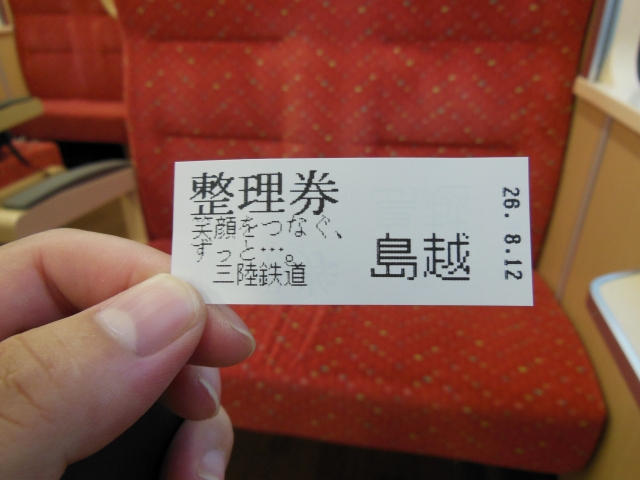 整理券
笑顔をつなぐ、
ずっと…。
三陸鉄道
島越
26. 8.12